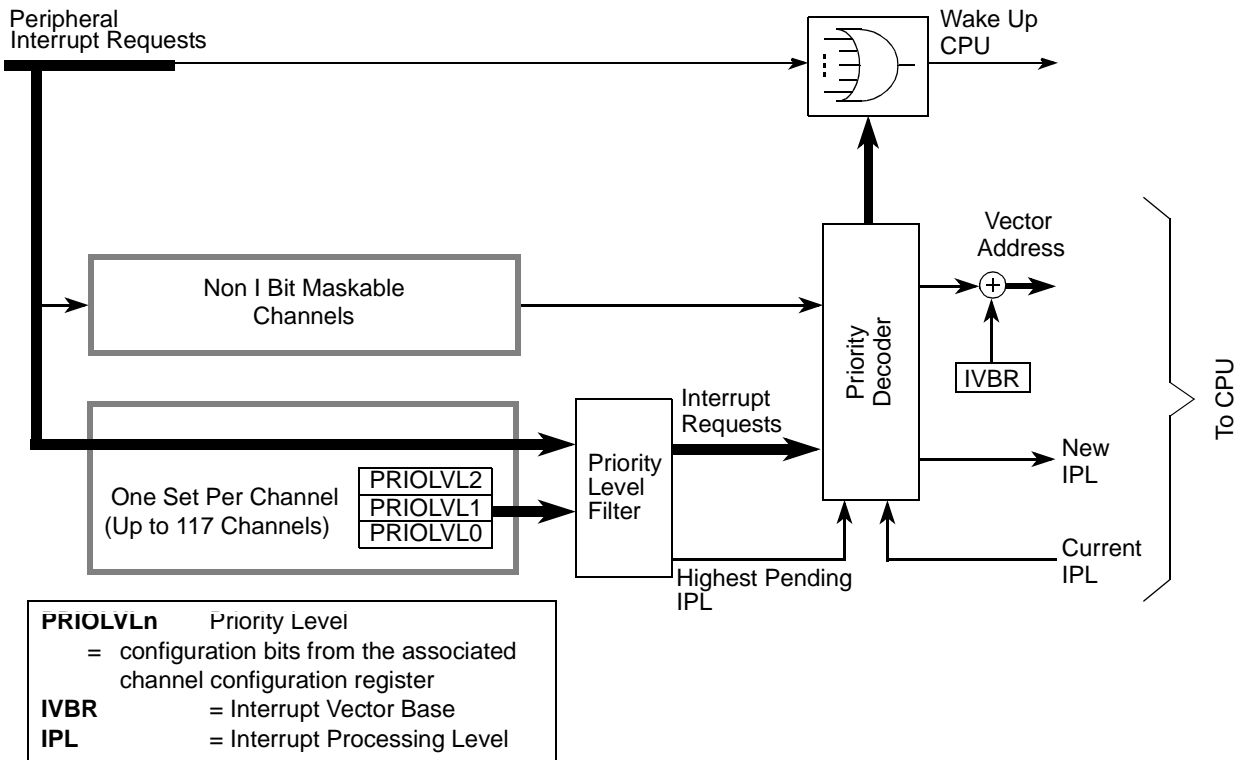 Peripheral
Interrupt Requests
Wake Up
CPU
Vector
Address
Non I Bit Maskable
Channels
Priority
Decoder
IVBR
To CPU
Interrupt
Requests
New
IPL
Priority
Level
Filter
One Set Per Channel
(Up to 117 Channels)
PRIOLVL2
PRIOLVL1
PRIOLVL0
Highest Pending
IPL
Current
IPL
PRIOLVLn Priority Level
= configuration bits from the associated
channel configuration register
IVBR = Interrupt Vector Base
IPL = Interrupt Processing Level